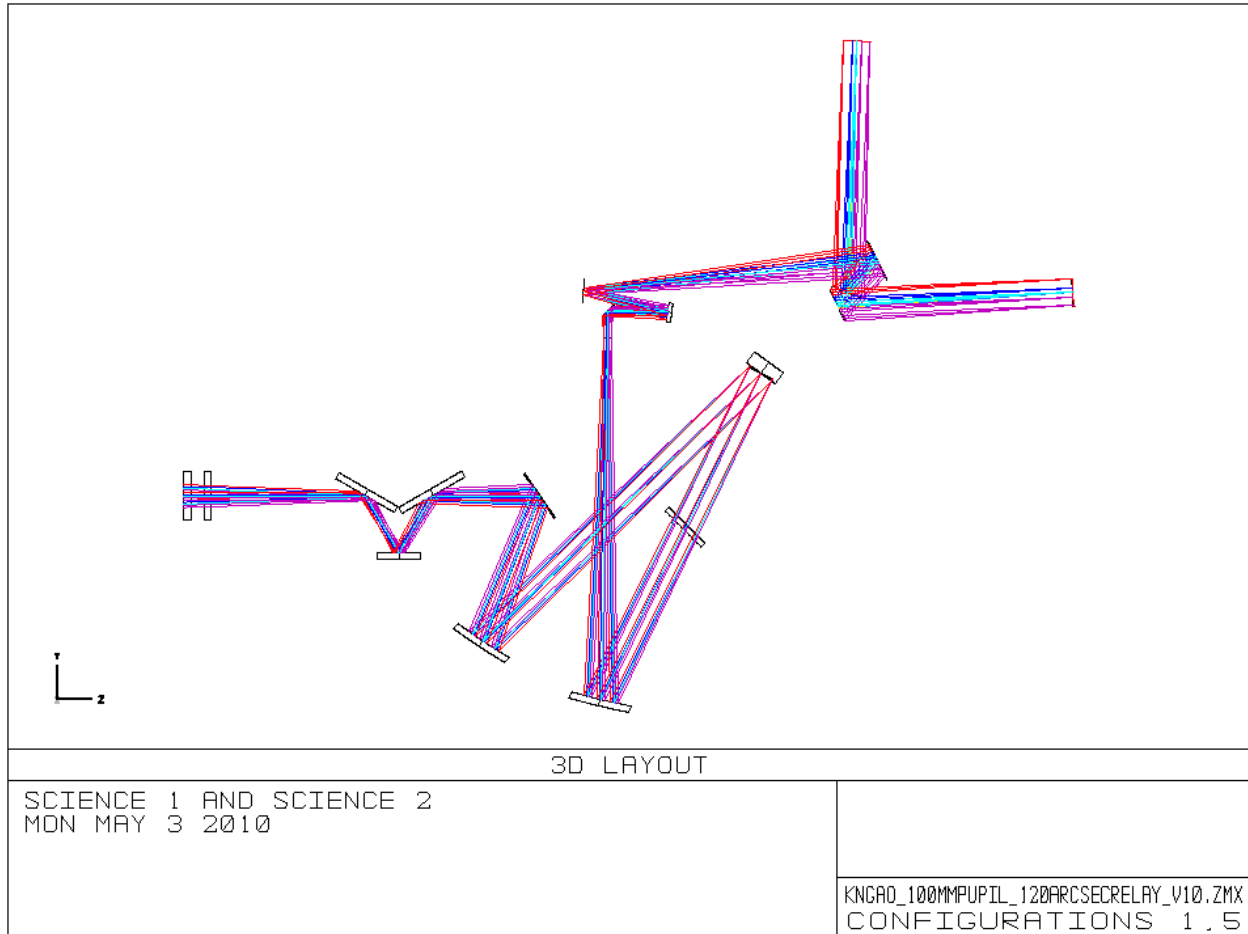 Y
Z
3D LAYOUT
SCIENCE 1 AND SCIENCE 2
MON MAY 3 2010
KNGAO_100MMPUPIL_120ARCSECRELAY_V10.ZMX
CONFIGURATIONS 1,5